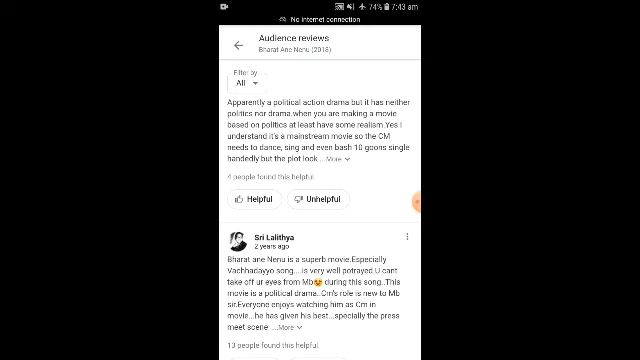 74% 7:43 am
No internet connection
Audience reviews
Bharat Ane Nenu (2018)
Filter by
All
Apparently a political action drama but it has neither
politics nor drama.when you are making a movie
based on politics at least have some realism.Yes I
understand it's a mainstream movie so the CM
needs to dance, sing and even bash 10 goons single
handedly but the plot look ...More
4 people found this helpful.
Helpful Unhelpful
Sri Lalithya
2 years ago
Bharat ane Nenu is a superb movie.Especially
Vachhadayyo song....is very well potrayed.U cant
take off ur eyes from Mb😍 during this song..This
movie is a political drama..Cm's role is new to Mb
sir.Everyone enjoys watching him as Cm in
movie...he has given his best...specially the press
meet scene ...More
13 people found this helpful.